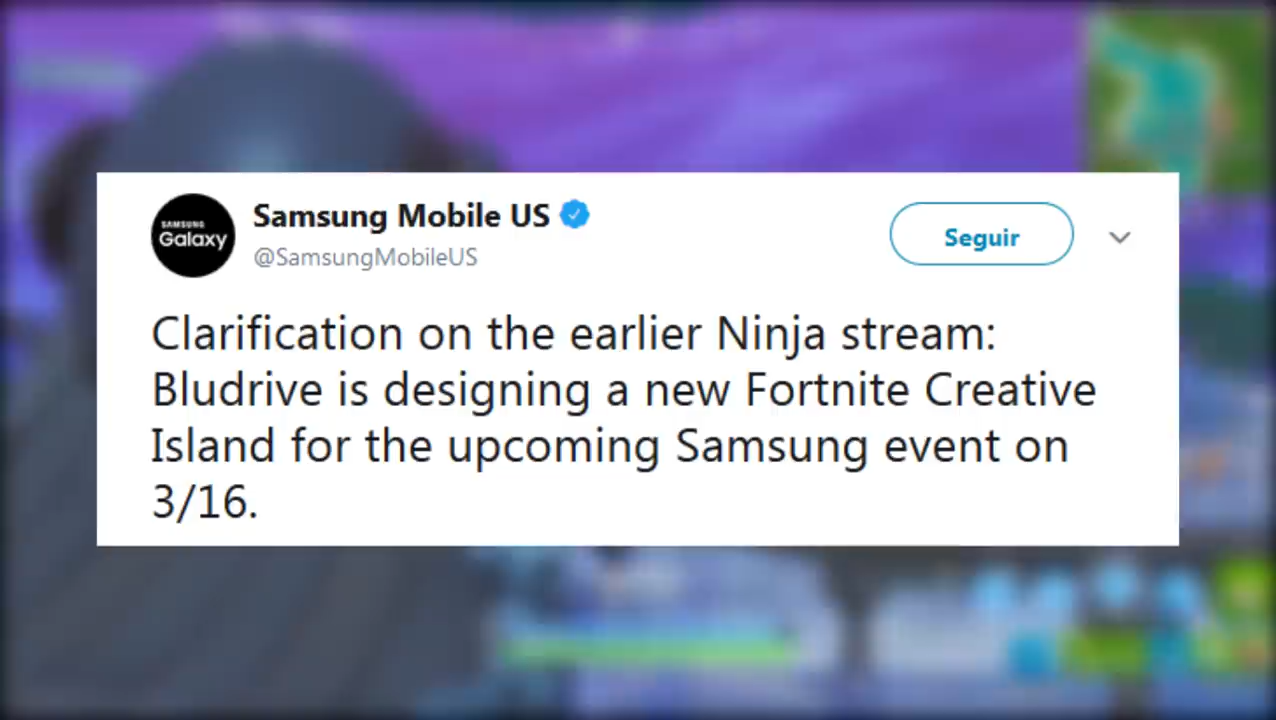 SAMSUNG
Galaxy
Samsung Mobile US
@SamsungMobileUS
Seguir
Clarification on the earlier Ninja stream:
Bludrive is designing a new Fortnite Creative
Island for the upcoming Samsung event on
3/16.